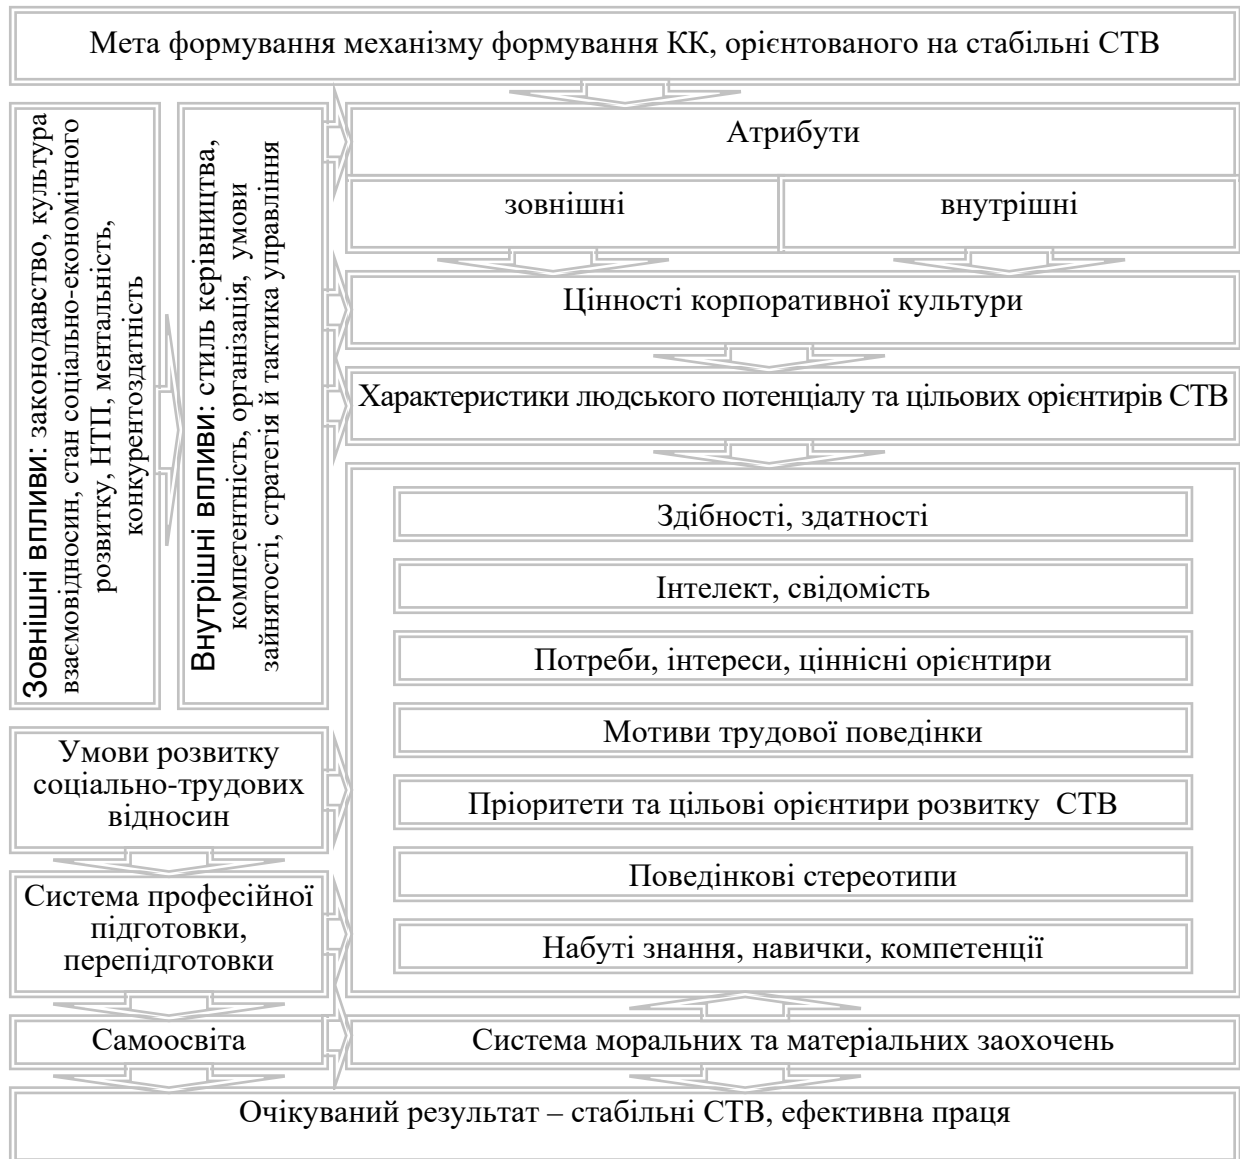 Мета формування механізму формування КК, орієнтованого на стабільні СТВ
Зовнішні впливи: законодавство, культура
взаємовідносин, стан соціально-економічного
розвитку, НТП, ментальність,
конкурентоздатність
Внутрішні впливи: стиль керівництва,
компетентність, організація, умови
зайнятості, стратегія й тактика управління
Атрибути
зовнішні
внутрішні
Цінності корпоративної культури
Характеристики людського потенціалу та цільових орієнтирів СТВ
Здібності, здатності
Інтелект, свідомість
Потреби, інтереси, ціннісні орієнтири
Мотиви трудової поведінки
Пріоритети та цільові орієнтири розвитку СТВ
Поведінкові стереотипи
Набуті знання, навички, компетенції
Умови розвитку
соціально-трудових
відносин
Система професійної
підготовки,
перепідготовки
Самоосвіта
Система моральних та матеріальних заохочень
Очікуваний результат – стабільні СТВ, ефективна праця